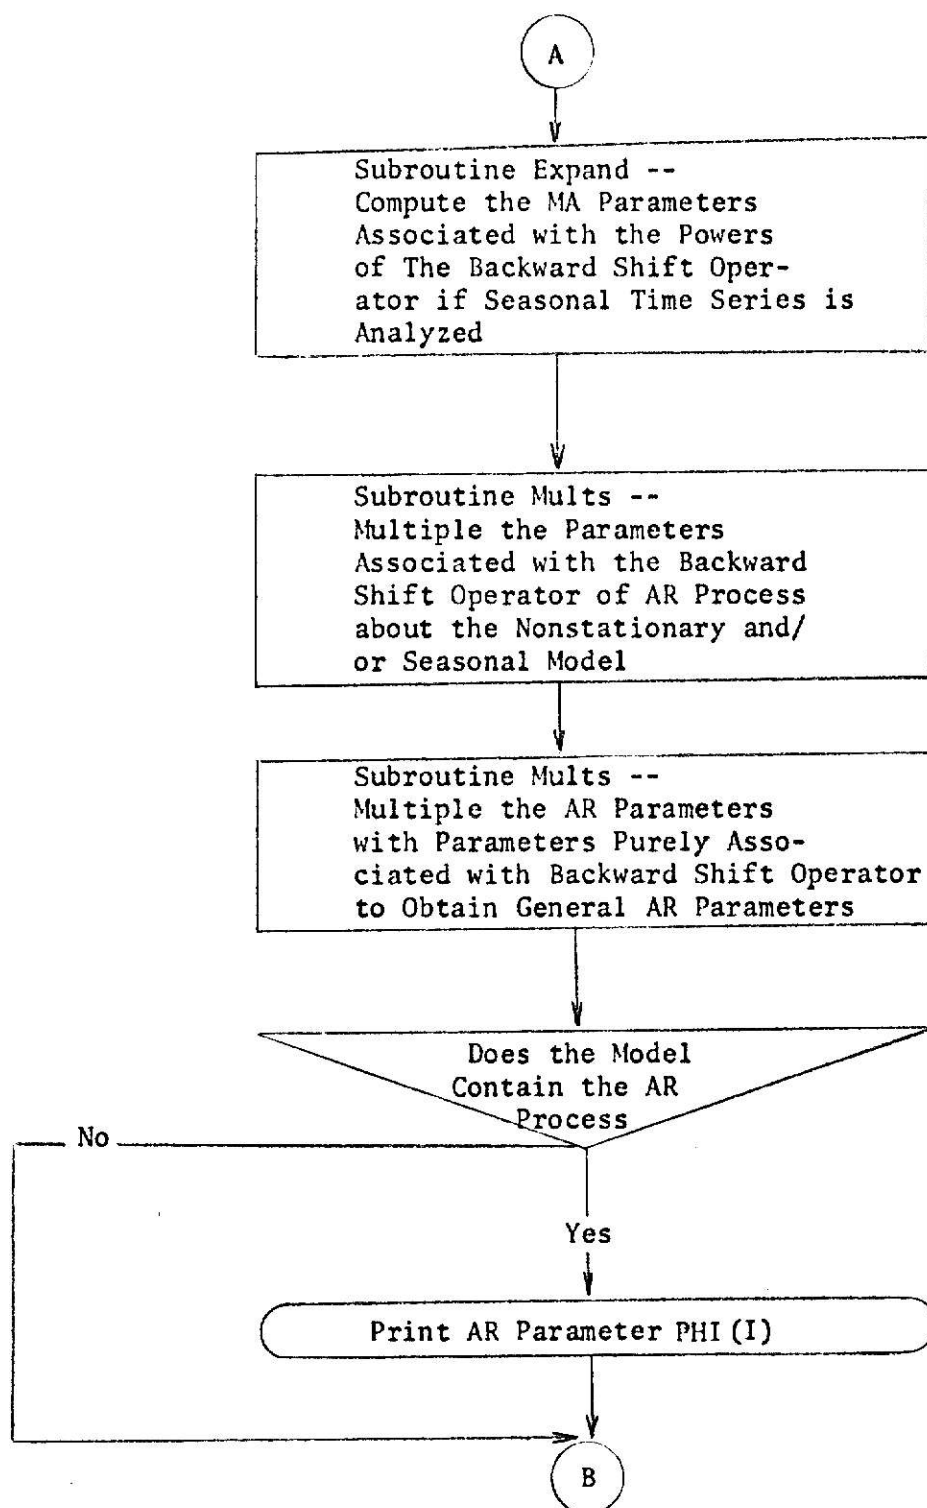 A
Subroutine Expand --
Compute the MA Parameters
Associated with the Powers
of The Backward Shift Oper-
ator if Seasonal Time Series is
Analyzed
Subroutine Mults --
Multiple the Parameters
Associated with the Backward
Shift Operator of AR Process
about the Nonstationary and/
or Seasonal Model
Subroutine Mults --
Multiple the AR Parameters
with Parameters Purely Asso-
ciated with Backward Shift Operator
to Obtain General AR Parameters
Does the Model
Contain the AR
Process
No
Yes
Print AR Parameter PHI(I)
B